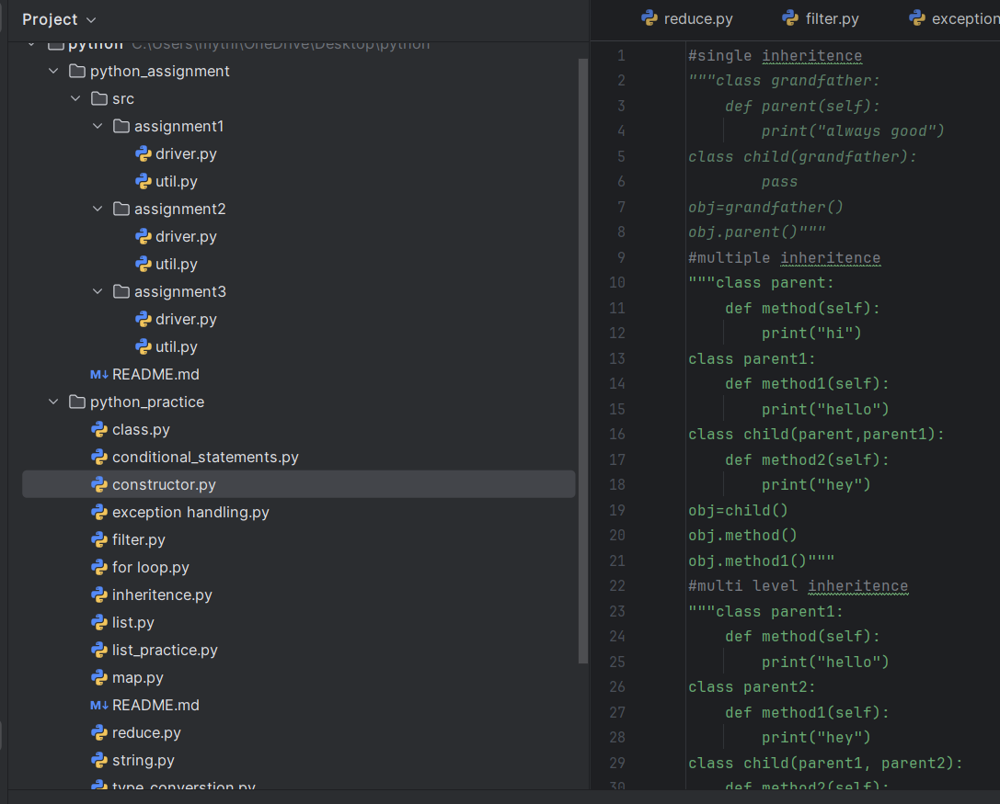 Project
python C:\Users\mythi\OneDrive\Desktop\python
python_assignment
src
assignment1
driver.py
util.py
assignment2
driver.py
util.py
assignment3
driver.py
util.py
README.md
python_practice
class.py
conditional_statements.py
constructor.py
exception handling.py
filter.py
for loop.py
inheritence.py
list.py
list_practice.py
map.py
README.md
reduce.py
string.py
type_converstion.py
reduce.py filter.py exception
1 #single inheritence
2 """class grandfather:
3 def parent(self):
4 print("always good")
5 class child(grandfather):
6 pass
7 obj=grandfather()
8 obj.parent()"""
9 #multiple inheritence
10 """class parent:
11 def method(self):
12 print("hi")
13 class parent1:
14 def method1(self):
15 print("hello")
16 class child(parent,parent1):
17 def method2(self):
18 print("hey")
19 obj=child()
20 obj.method()
21 obj.method1()"""
22 #multi level inheritence
23 """class parent1:
24 def method(self):
25 print("hello")
26 class parent2:
27 def method1(self):
28 print("hey")
29 class child(parent1, parent2):
30 def method2(self):